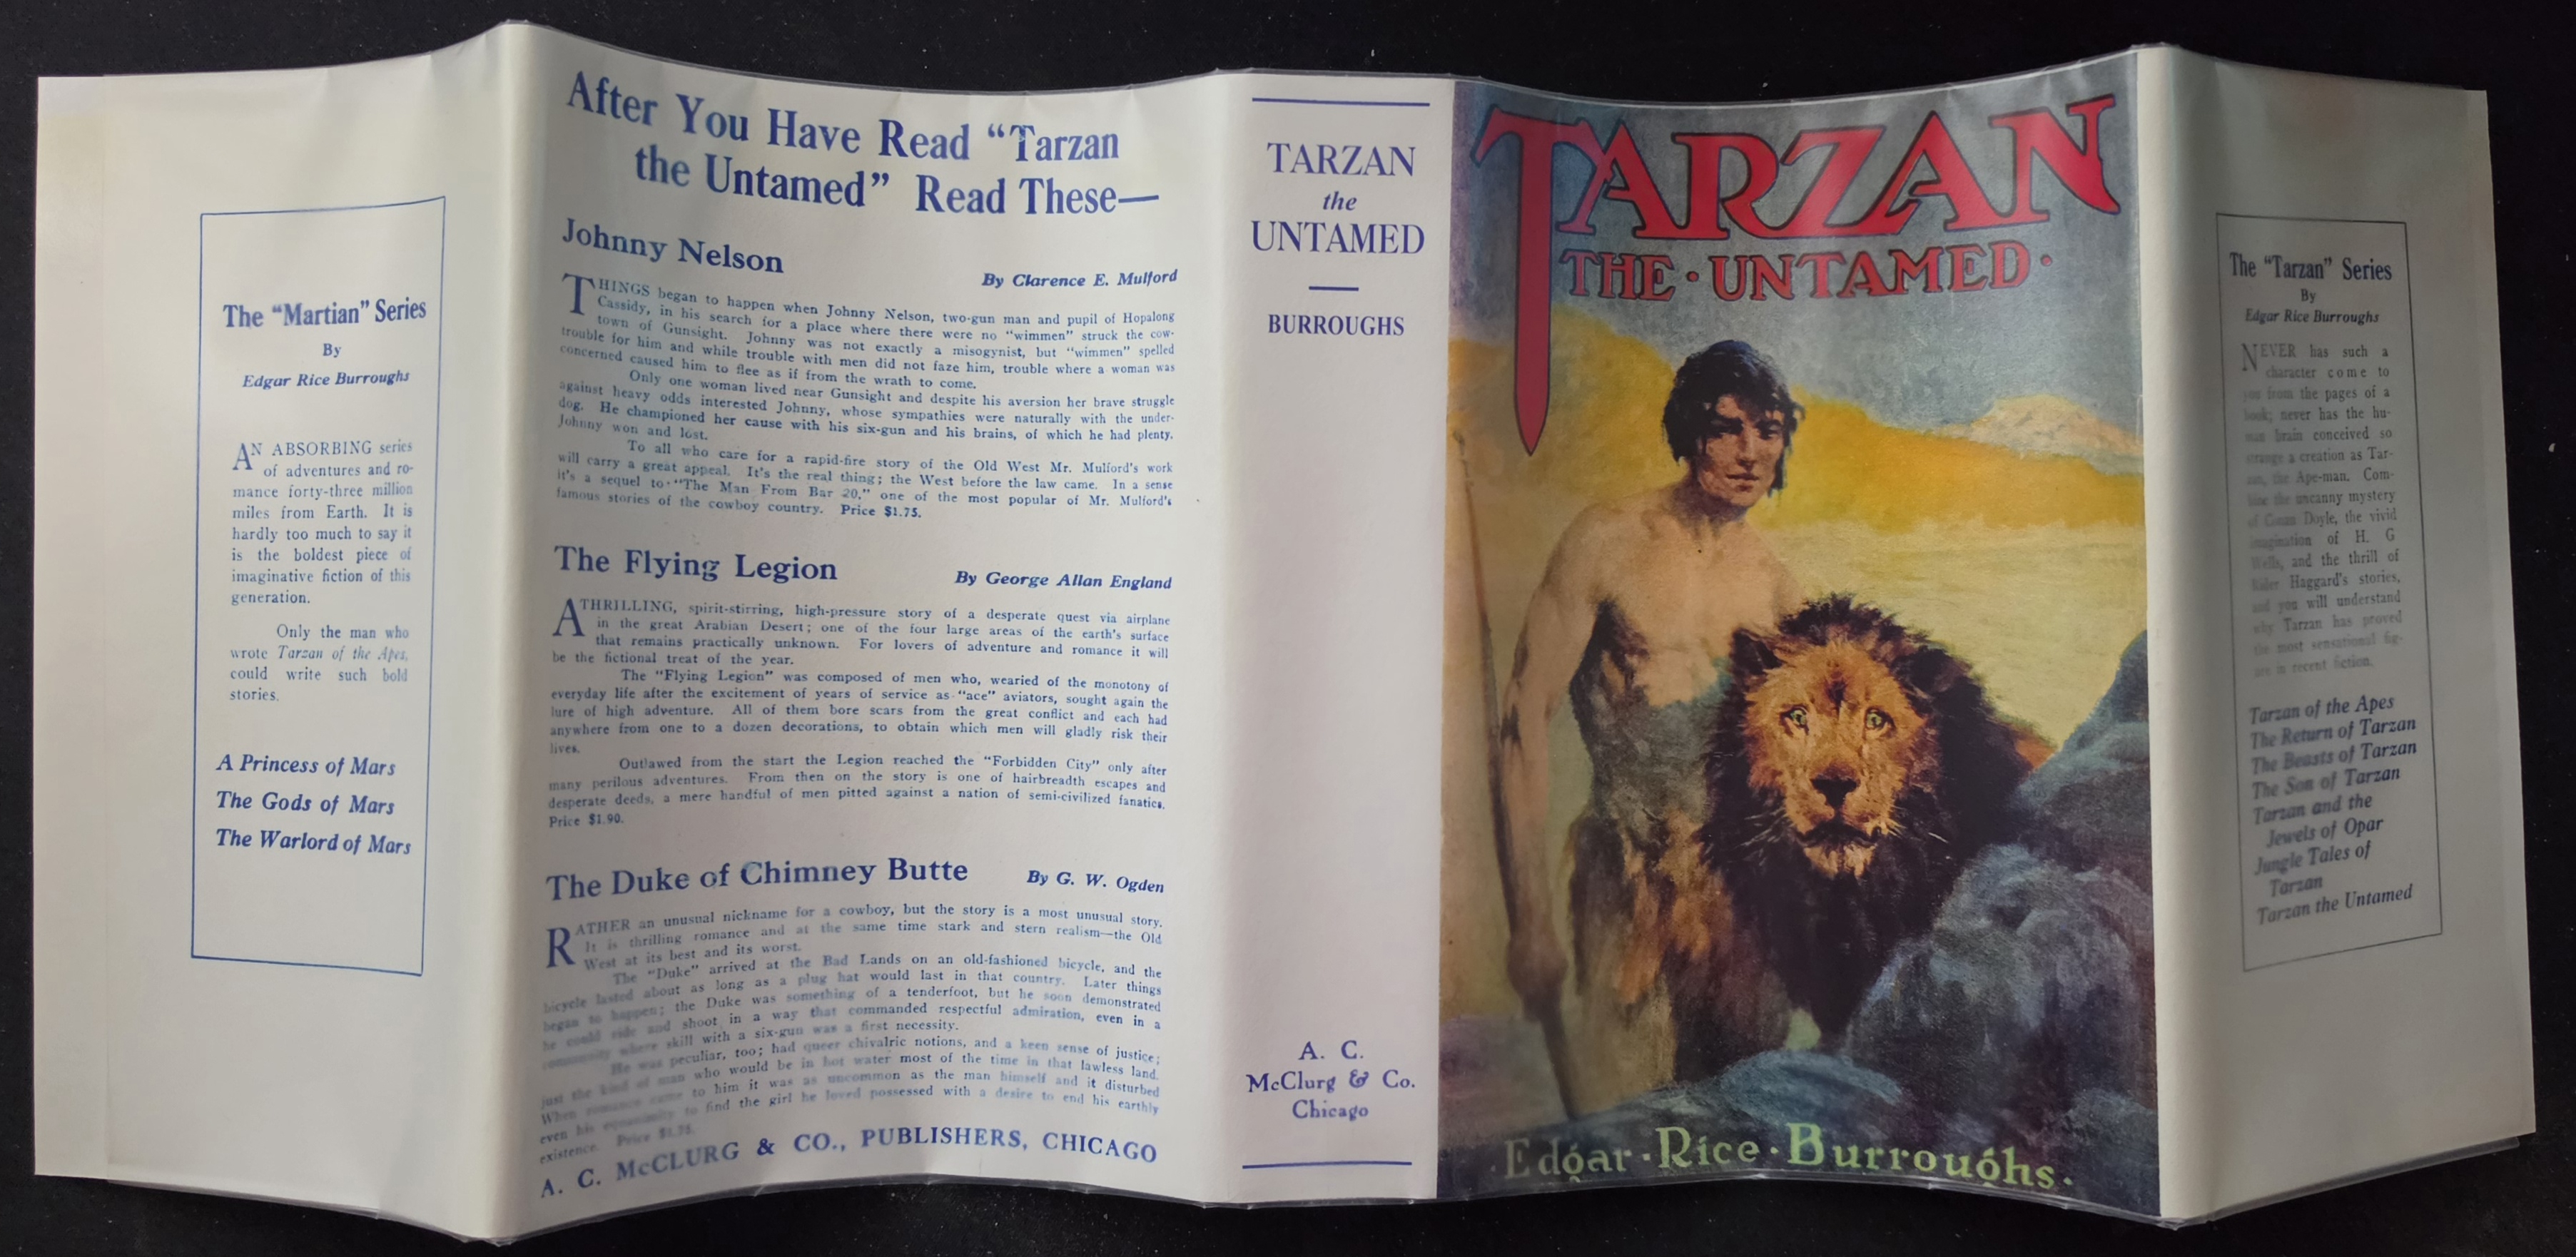 The "Martian" Series
By
Edgar Rice Burroughs
AN ABSORBING series
of adventures and ro-
mance forty-three million
miles from Earth. It is
hardly too much to say it
is the boldest piece of
imaginative fiction of this
generation.
Only the man who
wrote Tarzan of the Apes,
could write such bold
stories.
A Princess of Mars
The Gods of Mars
The Warlord of Mars
After You Have Read "Tarzan
the Untamed" Read These—
Johnny Nelson
By Clarence E. Mulford
THINGS began to happen when Johnny Nelson, two-gun man and pupil of Hopalong
Cassidy, in his search for a place where there were no "wimmen" struck the cow-
town of Gunsight. Johnny was not exactly a misogynist, but "wimmen" spelled
trouble for him and while trouble with men did not faze him, trouble where a woman was
concerned caused him to flee as if from the wrath to come.
Only one woman lived near Gunsight and despite his aversion her brave struggle
against heavy odds interested Johnny, whose sympathies were naturally with the under-
dog. He championed her cause with his six-gun and his brains, of which he had plenty.
Johnny won and lost.
To all who care for a rapid-fire story of the Old West Mr. Mulford's work
will carry a great appeal. It's the real thing; the West before the law came. In a sense
it's a sequel to "The Man From Bar 20," one of the most popular of Mr. Mulford's
famous stories of the cowboy country. Price $1.75.
The Flying Legion
By George Allan England
A THRILLING, spirit-stirring, high-pressure story of a desperate quest via airplane
in the great Arabian Desert; one of the four large areas of the earth's surface
that remains practically unknown. For lovers of adventure and romance it will
be the fictional treat of the year.
The "Flying Legion" was composed of men who, wearied of the monotony of
everyday life after the excitement of years of service as "ace" aviators, sought again the
lure of high adventure. All of them bore scars from the great conflict and each had
anywhere from one to a dozen decorations, to obtain which men will gladly risk their
lives.
Outlawed from the start the Legion reached the "Forbidden City" only after
many perilous adventures. From then on the story is one of hairbreadth escapes and
desperate deeds, a mere handful of men pitted against a nation of semi-civilized fanatics.
Price $1.90.
The Duke of Chimney Butte
By G. W. Ogden
RATHER an unusual nickname for a cowboy, but the story is a most unusual story.
It is thrilling romance and at the same time stark and stern realism—the Old
West at its best and its worst.
The "Duke" arrived at the Bad Lands on an old-fashioned bicycle, and the
bicycle lasted about as long as a plug hat would last in that country. Later things
began to happen; the Duke was something of a tenderfoot, but he soon demonstrated
he could ride and shoot in a way that commanded respectful admiration, even in a
community where skill with a six-gun was a first necessity.
He was peculiar, too; had queer chivalric notions, and a keen sense of justice;
just the kind of man who would be in hot water most of the time in that lawless land.
When romance came to him it was as uncommon as the man himself and it disturbed
even his equanimity to find the girl he loved possessed with a desire to end his earthly
existence. Price $1.75.
A. C. McCLURG & CO., PUBLISHERS, CHICAGO
TARZAN
the
UNTAMED
BURROUGHS
A. C.
McClurg & Co.
Chicago
TARZAN
THE · UNTAMED ·
Edgar · Rice · Burroughs ·
The "Tarzan" Series
By
Edgar Rice Burroughs
NEVER has such a
character come to
you from the pages of a
book; never has the hu-
man brain conceived so
strange a creation as Tar-
zan, the Ape-man. Com-
bine the uncanny mystery
of Conan Doyle, the vivid
imagination of H. G
Wells, and the thrill of
Rider Haggard's stories,
and you will understand
why Tarzan has proved
the most sensational fig-
ure in recent fiction.
Tarzan of the Apes
The Return of Tarzan
The Beasts of Tarzan
The Son of Tarzan
Tarzan and the
Jewels of Opar
Jungle Tales of
Tarzan
Tarzan the Untamed